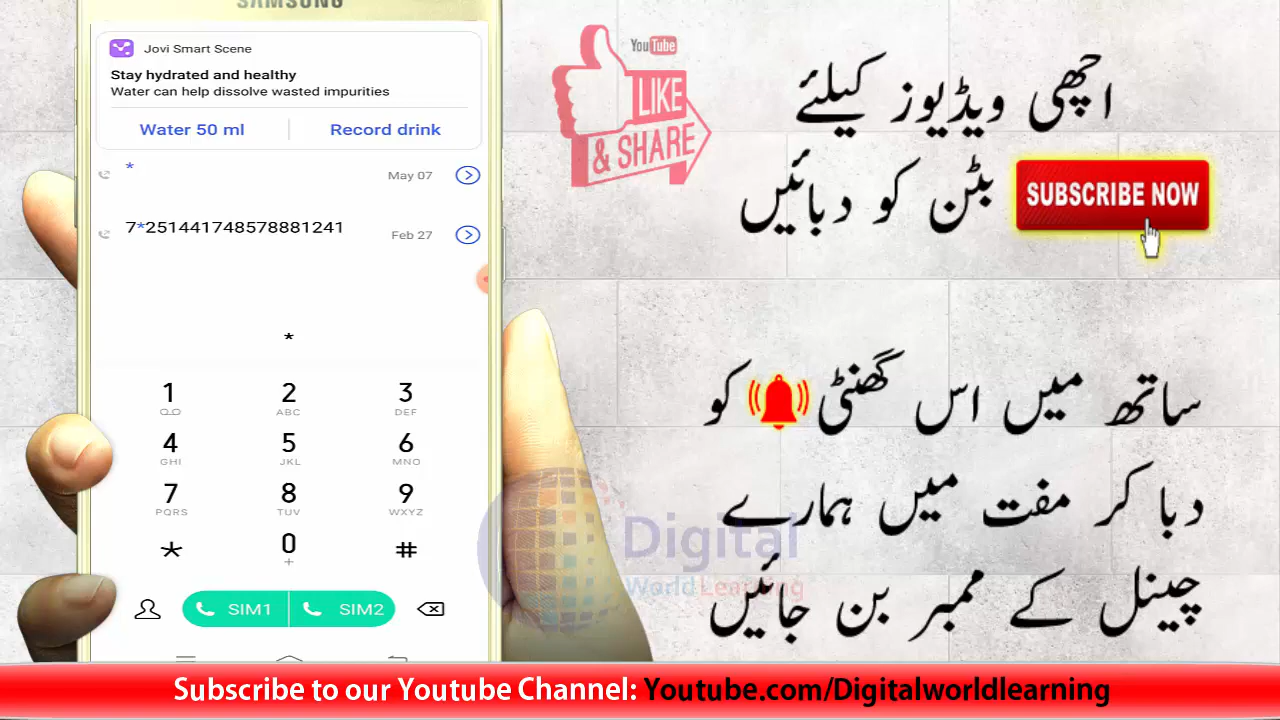 SAMSUNG
Jovi Smart Scene
Stay hydrated and healthy
Water can help dissolve wasted impurities
Water 50 ml
Record drink
*
May 07
7*251441748578881241
Feb 27
*
1
2 ABC
3 DEF
4 GHI
5 JKL
6 MNO
7 PQRS
8 TUV
9 WXYZ
*
0 +
#
SIM1
SIM2
YouTube
LIKE
& SHARE
اچھی ویڈیوز کیلئے
SUBSCRIBE NOW
بٹن کو دبائیں
ساتھ میں اس گھنٹی کو
دبا کر مفت میں ہمارے
چینل کے ممبر بن جائیں
Digital
World Learning
Subscribe to our Youtube Channel: Youtube.com/Digitalworldlearning